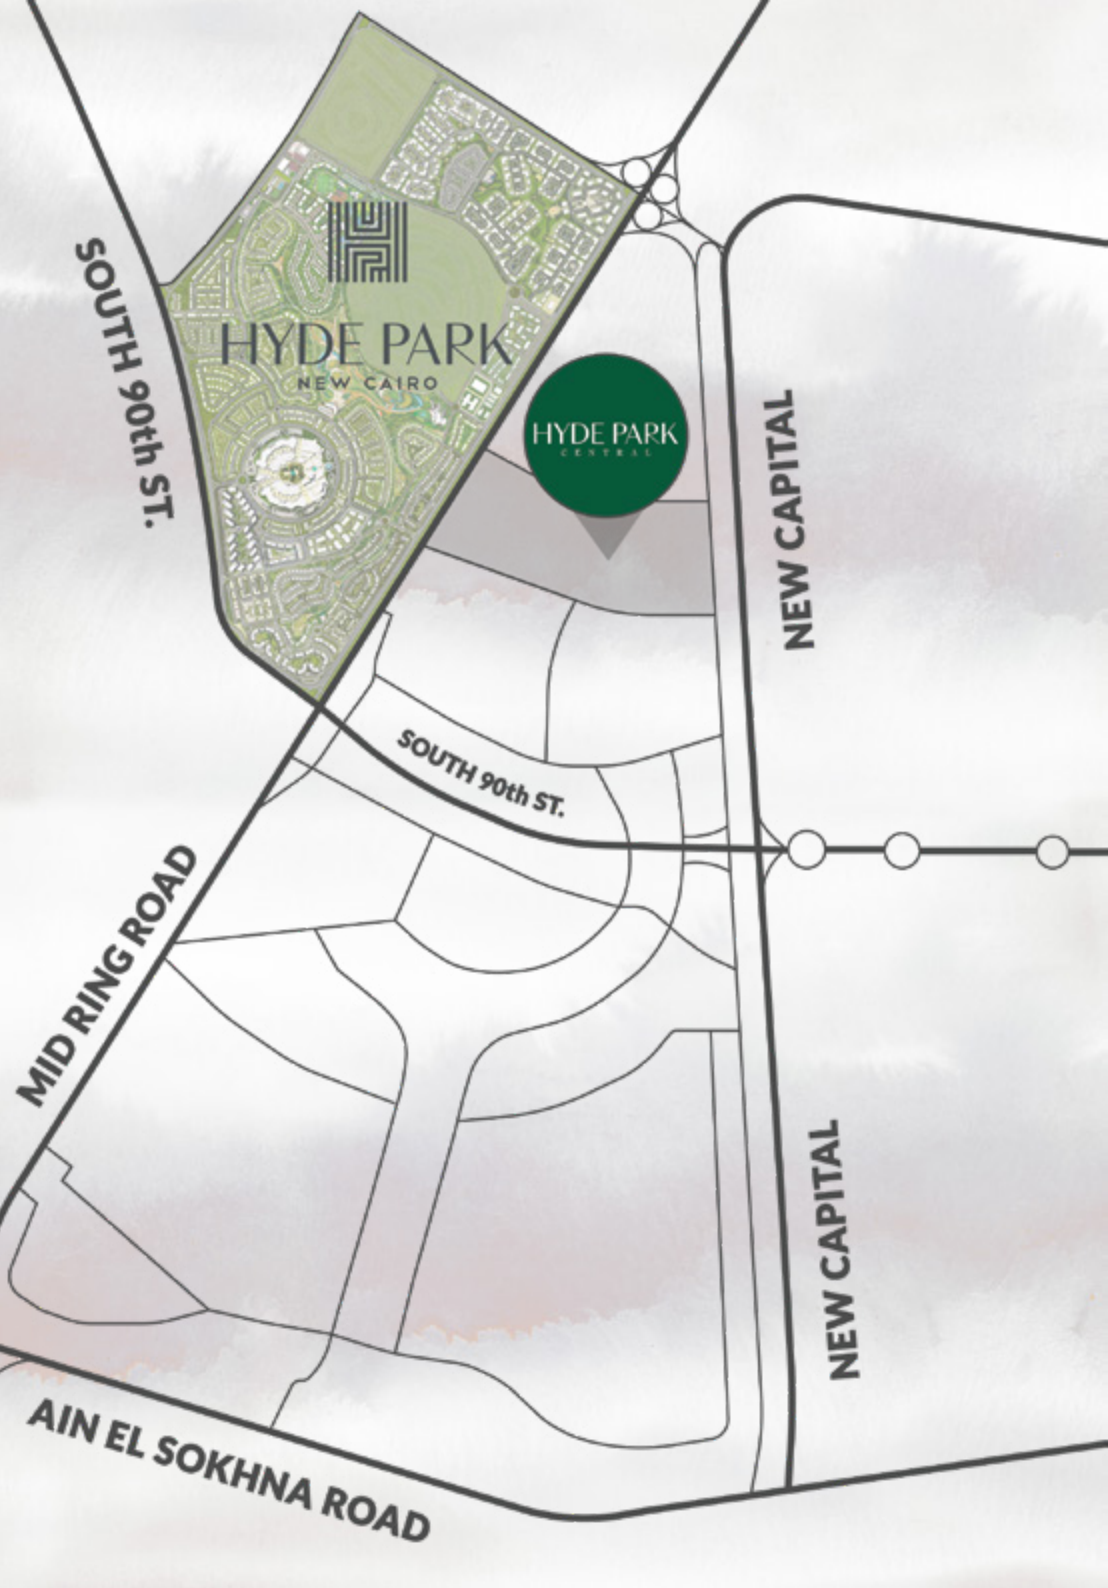 HYDE PARK
NEW CAIRO
SOUTH 90th ST.
HYDE PARK
CENTRAL
NEW CAPITAL
SOUTH 90th ST.
MID RING ROAD
NEW CAPITAL
AIN EL SOKHNA ROAD